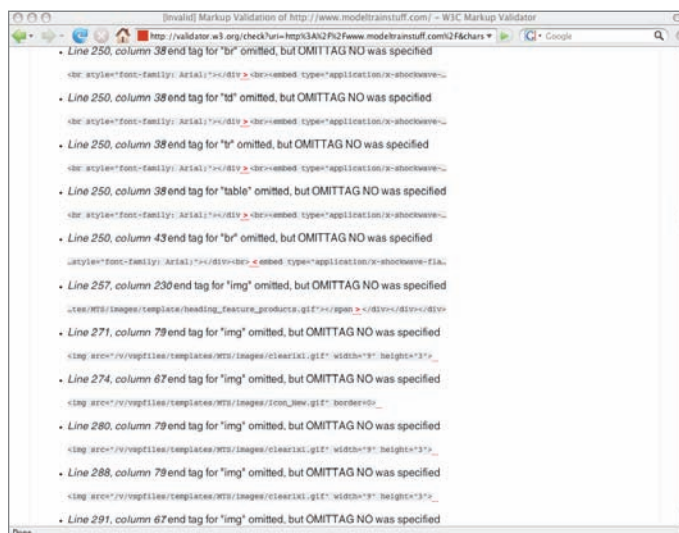 [Invalid] Markup Validation of http://www.modeltrainstuff.com/ – W3C Markup Validator
http://validator.w3.org/check?uri=http%3A%2F%2Fwww.modeltrainstuff.com%2F&chars
Google
• Line 250, column 38 end tag for "br" omitted, but OMITTAG NO was specified
<br style="font-family: Arial;"></div><br><embed type="application/x-shockwave-…
• Line 250, column 38 end tag for "td" omitted, but OMITTAG NO was specified
<br style="font-family: Arial;"></div><br><embed type="application/x-shockwave-…
• Line 250, column 38 end tag for "tr" omitted, but OMITTAG NO was specified
<br style="font-family: Arial;"></div><br><embed type="application/x-shockwave-…
• Line 250, column 38 end tag for "table" omitted, but OMITTAG NO was specified
<br style="font-family: Arial;"></div><br><embed type="application/x-shockwave-…
• Line 250, column 43 end tag for "br" omitted, but OMITTAG NO was specified
…style="font-family: Arial;"></div><br><embed type="application/x-shockwave-fla…
• Line 257, column 230 end tag for "img" omitted, but OMITTAG NO was specified
…tes/MTS/images/template/heading_feature_products.gif"></span></div></div></div>
• Line 271, column 79 end tag for "img" omitted, but OMITTAG NO was specified
<img src="/v/vspfiles/templates/MTS/images/clear1x1.gif" width="9" height="3">
• Line 274, column 67 end tag for "img" omitted, but OMITTAG NO was specified
<img src="/v/vspfiles/templates/MTS/images/Icon_New.gif" border=0>
• Line 280, column 79 end tag for "img" omitted, but OMITTAG NO was specified
<img src="/v/vspfiles/templates/MTS/images/clear1x1.gif" width="9" height="3">
• Line 288, column 79 end tag for "img" omitted, but OMITTAG NO was specified
<img src="/v/vspfiles/templates/MTS/images/clear1x1.gif" width="9" height="3">
• Line 291, column 67 end tag for "img" omitted, but OMITTAG NO was specified
Done